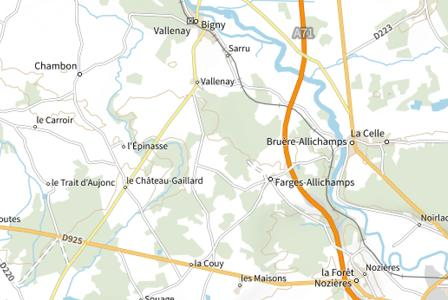 Bigny
Vallenay
A71
D223
Sarru
Chambon
Vallenay
le Carroir
La Celle
Bruère-Allichamps
l'Épinasse
le Trait d'Aujonc
le Château-Gaillard
Farges-Allichamps
outes
D925
Noirlac
la Couy
D220
les Maisons
la Forêt
Nozières
Nozières
Souage